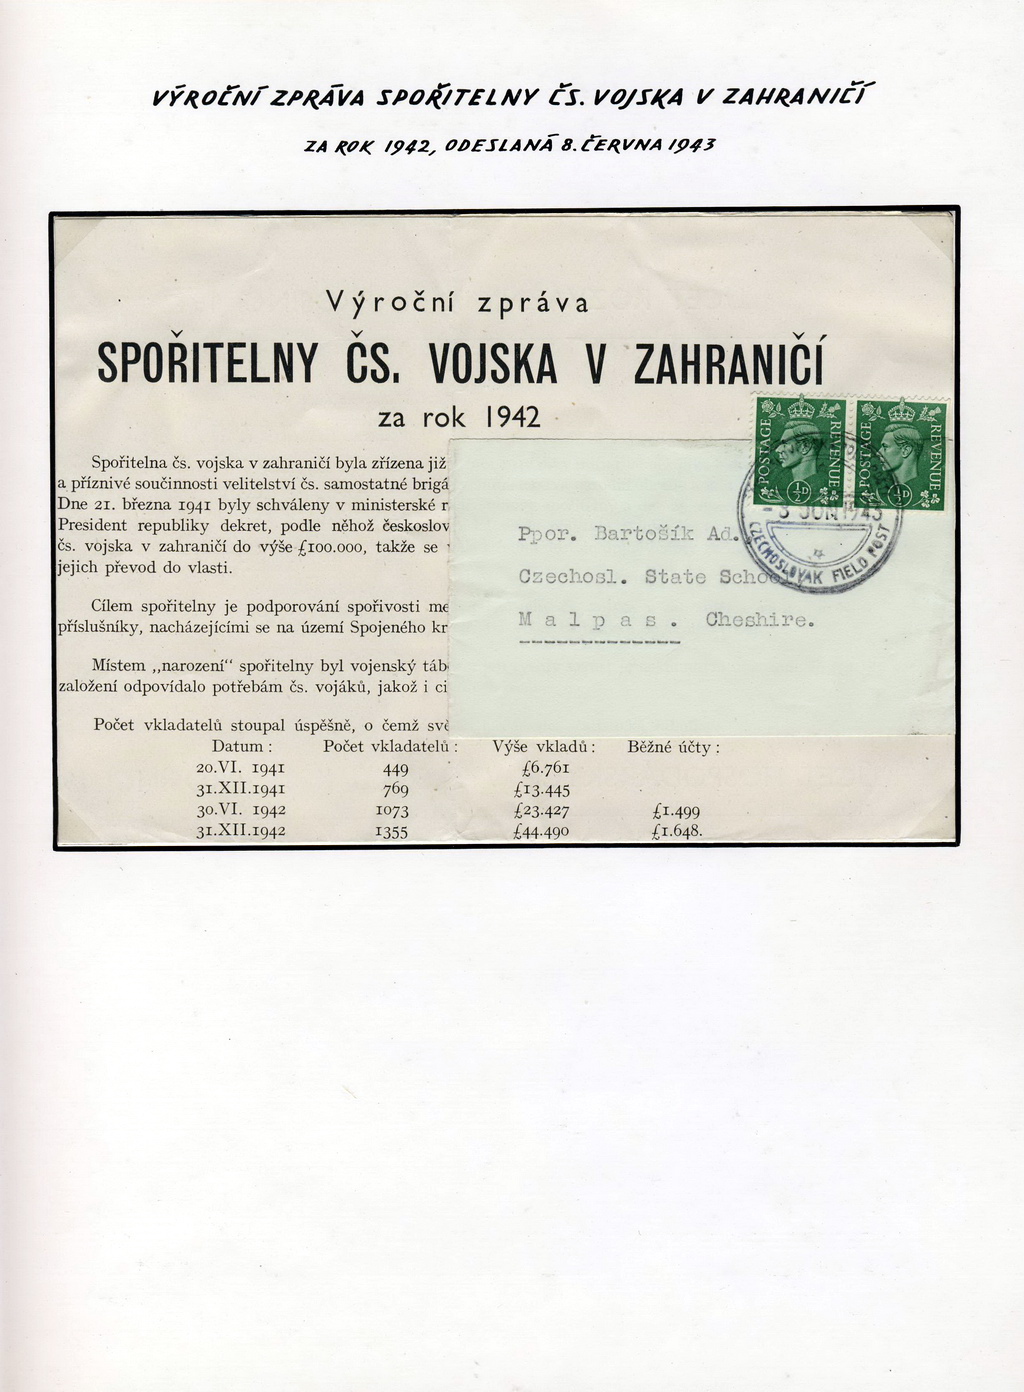 VÝROČNÍ ZPRÁVA SPOŘITELNY ČS. VOJSKA V ZAHRANIČÍ
ZA ROK 1942, ODESLANÁ 8. ČERVNA 1943
Výroční zpráva
SPOŘITELNY ČS. VOJSKA V ZAHRANIČÍ
za rok 1942
Spořitelna čs. vojska v zahraničí byla zřízena již
a příznivé součinnosti velitelství čs. samostatné brigá
Dne 21. března 1941 byly schváleny v ministerské r
President republiky dekret, podle něhož českoslov
čs. vojska v zahraničí do výše £100.000, takže se
jejich převod do vlasti.
Cílem spořitelny je podporování spořivosti me
příslušníky, nacházejícími se na území Spojeného kr
Místem „narození“ spořitelny byl vojenský táb
založení odpovídalo potřebám čs. vojáků, jakož i ci
Počet vkladatelů stoupal úspěšně, o čemž svě
Datum : Počet vkladatelů : Výše vkladů : Běžné účty :
20.VI. 1941 449 £6.761
31.XII.1941 769 £13.445
30.VI. 1942 1073 £23.427 £1.499
31.XII.1942 1355 £44.490 £1.648.
POSTAGE REVENUE ½D
POSTAGE REVENUE ½D
JUN 1943
CZECHOSLOVAK FIELD POST
Ppor. Bartošík Ad.
Czechosl. State School
Malpas. Cheshire.